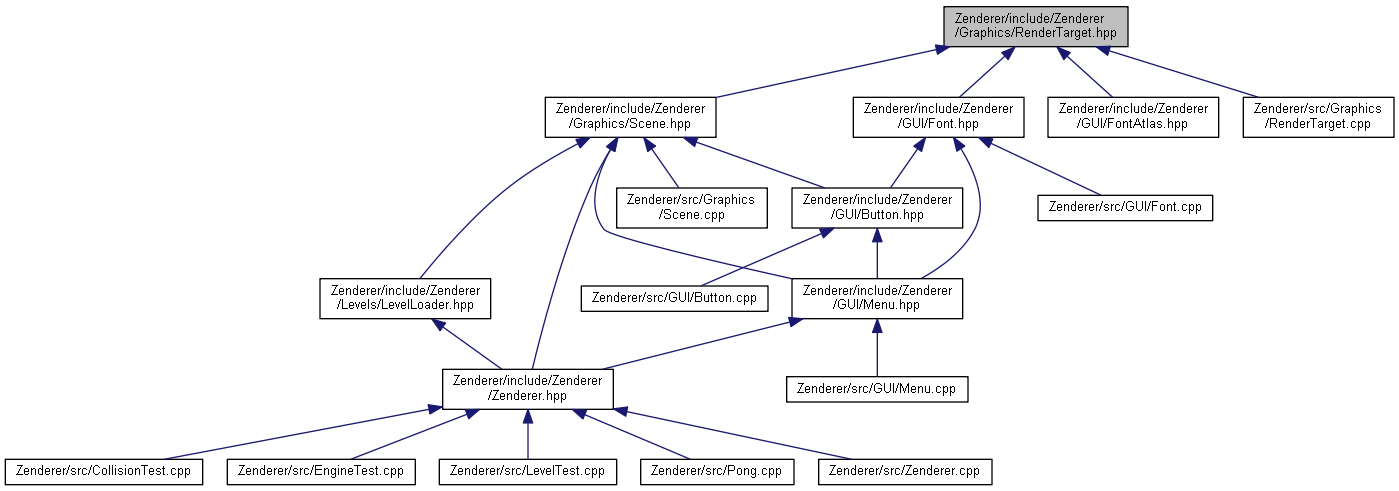 Zenderer/include/Zenderer
/Graphics/RenderTarget.hpp
Zenderer/include/Zenderer
/Graphics/Scene.hpp
Zenderer/include/Zenderer
/GUI/Font.hpp
Zenderer/include/Zenderer
/GUI/FontAtlas.hpp
Zenderer/src/Graphics
/RenderTarget.cpp
Zenderer/src/Graphics
/Scene.cpp
Zenderer/include/Zenderer
/GUI/Button.hpp
Zenderer/src/GUI/Font.cpp
Zenderer/include/Zenderer
/Levels/LevelLoader.hpp
Zenderer/src/GUI/Button.cpp
Zenderer/include/Zenderer
/GUI/Menu.hpp
Zenderer/include/Zenderer
/Zenderer.hpp
Zenderer/src/GUI/Menu.cpp
Zenderer/src/CollisionTest.cpp
Zenderer/src/EngineTest.cpp
Zenderer/src/LevelTest.cpp
Zenderer/src/Pong.cpp
Zenderer/src/Zenderer.cpp